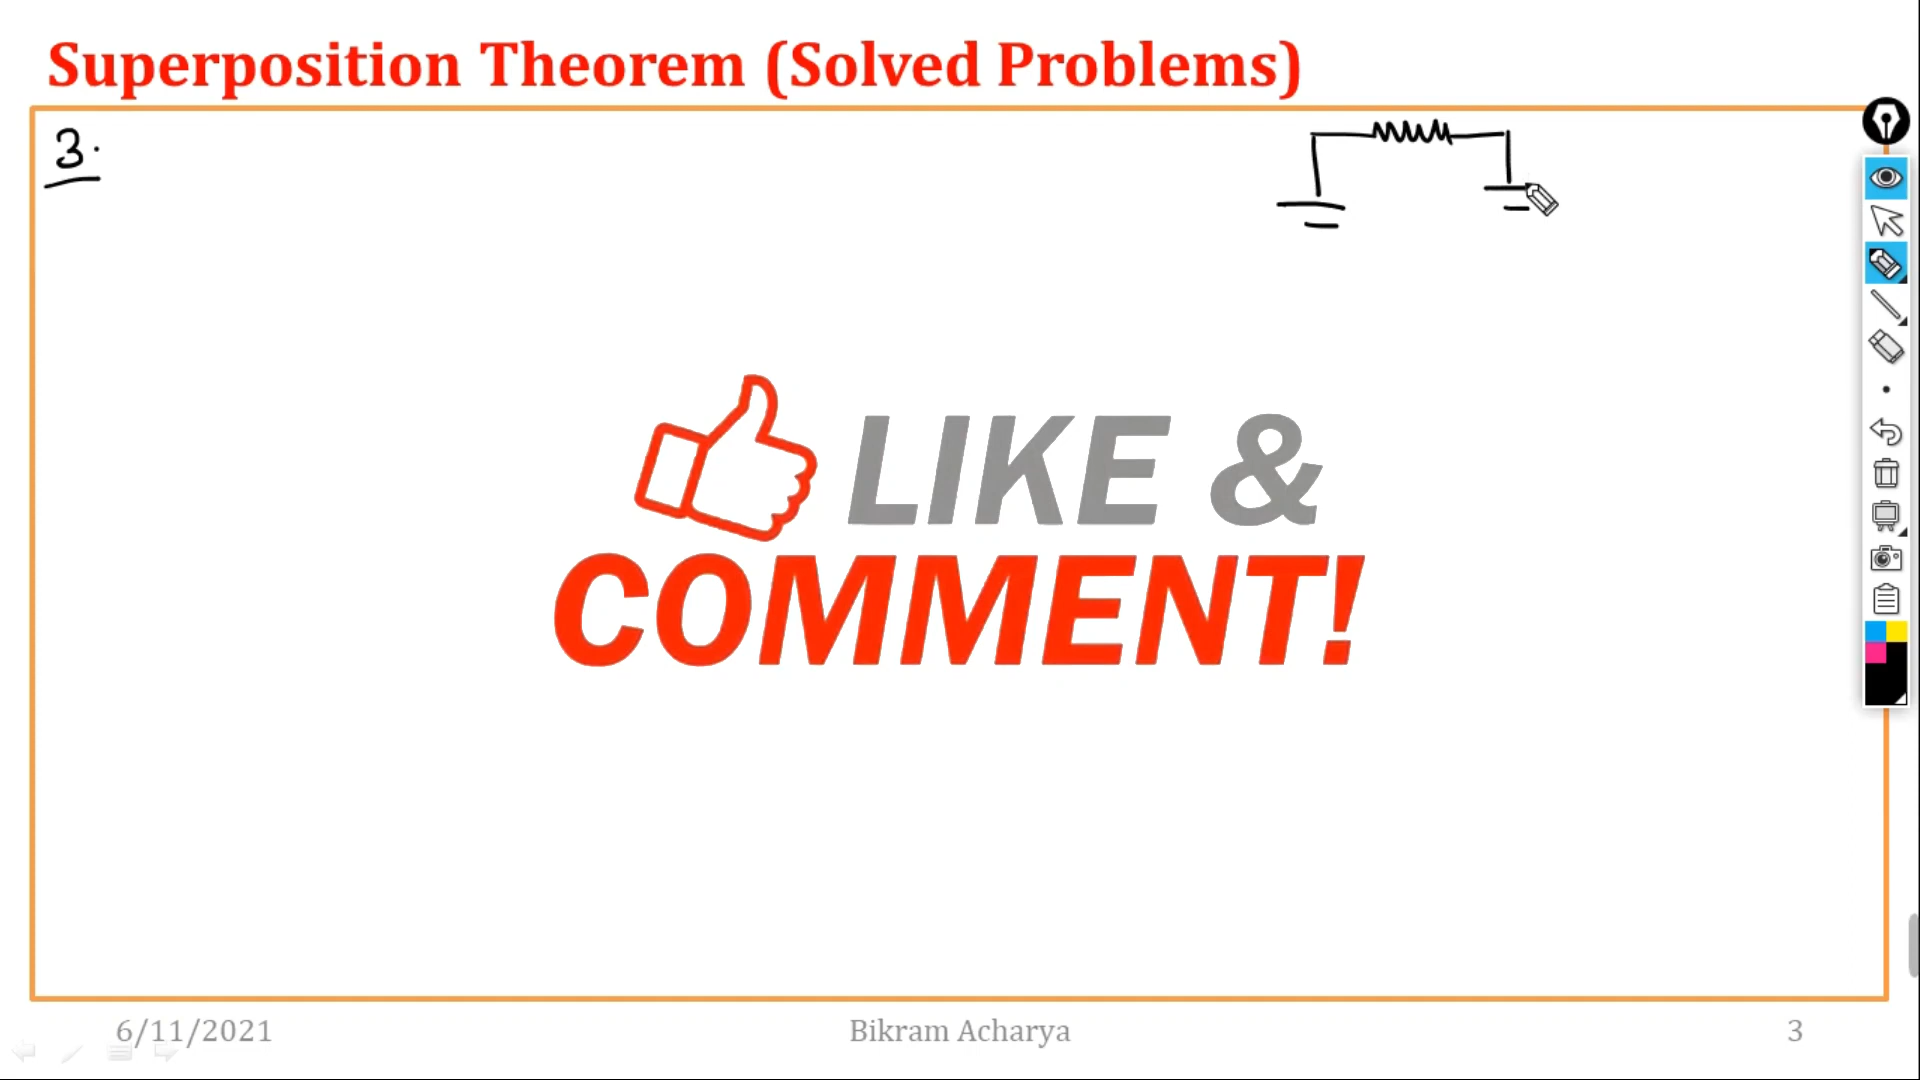 Superposition Theorem (Solved Problems)
3.
LIKE &
COMMENT!
6/11/2021
Bikram Acharya
3